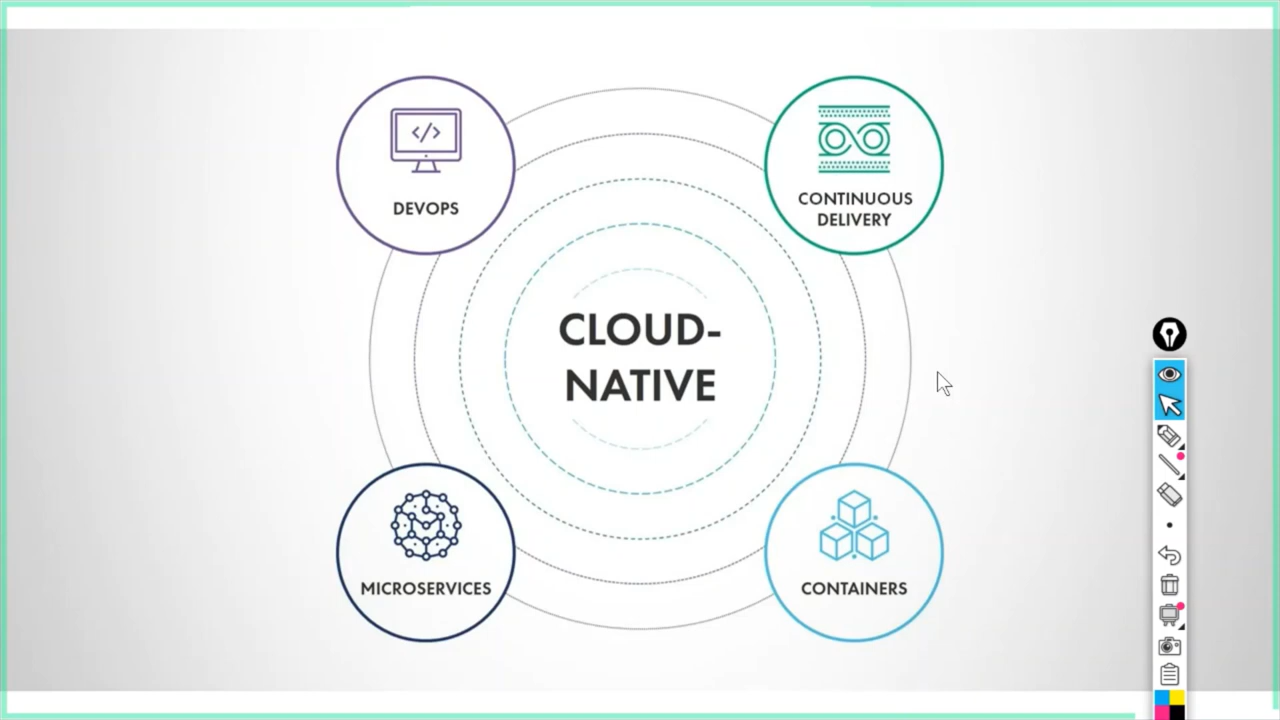 DEVOPS
CONTINUOUS
DELIVERY
CLOUD-
NATIVE
MICROSERVICES
CONTAINERS